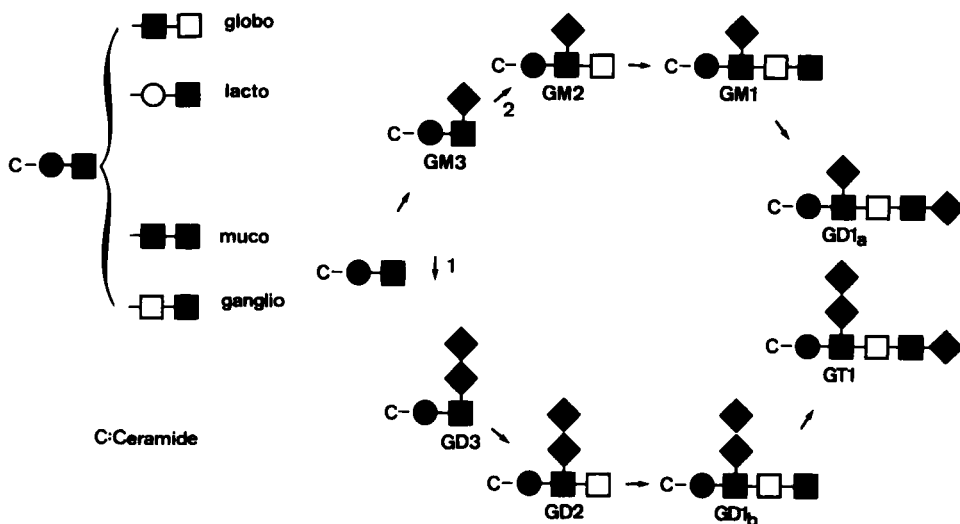 globo
lacto
C-
muco
ganglio
C:Ceramide
C-
GM3
2
C-
GM2
C-
GM1
C-
GD1a
C-
1
C-
GT1
C-
GD3
C-
GD2
C-
GD1b